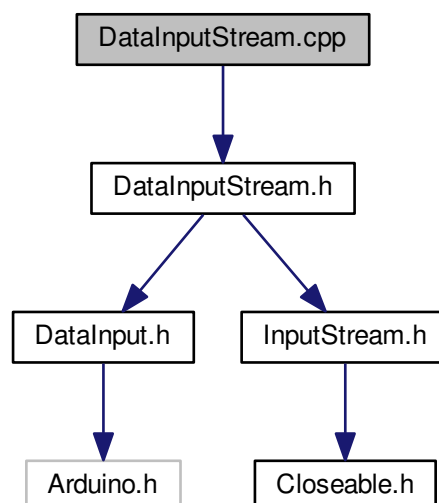 DataInputStream.cpp
DataInputStream.h
DataInput.h
InputStream.h
Arduino.h
Closeable.h